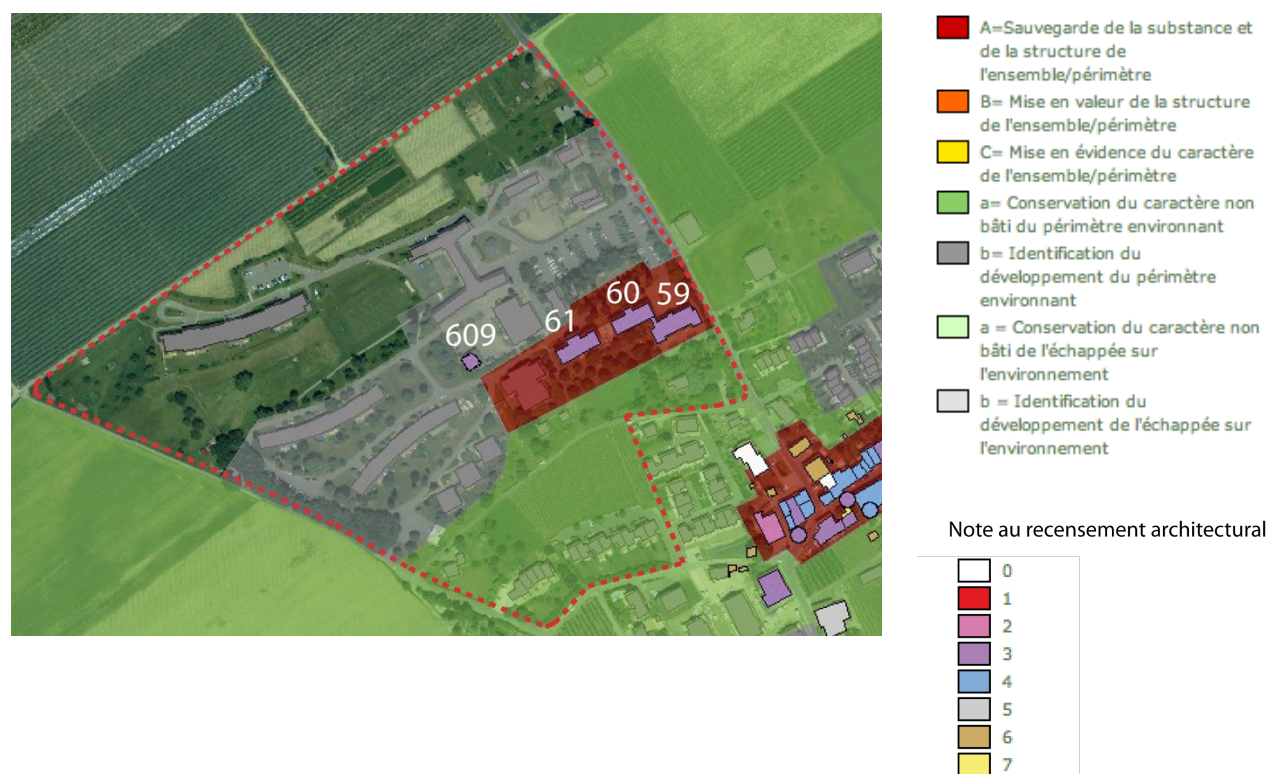 609
61
60
59
A=Sauvegarde de la substance et
de la structure de
l'ensemble/périmètre
B= Mise en valeur de la structure
de l'ensemble/périmètre
C= Mise en évidence du caractère
de l'ensemble/périmètre
a= Conservation du caractère non
bâti du périmètre environnant
b= Identification du
développement du périmètre
environnant
a = Conservation du caractère non
bâti de l'échappée sur
l'environnement
b = Identification du
développement de l'échappée sur
l'environnement
Note au recensement architectural
0
1
2
3
4
5
6
7